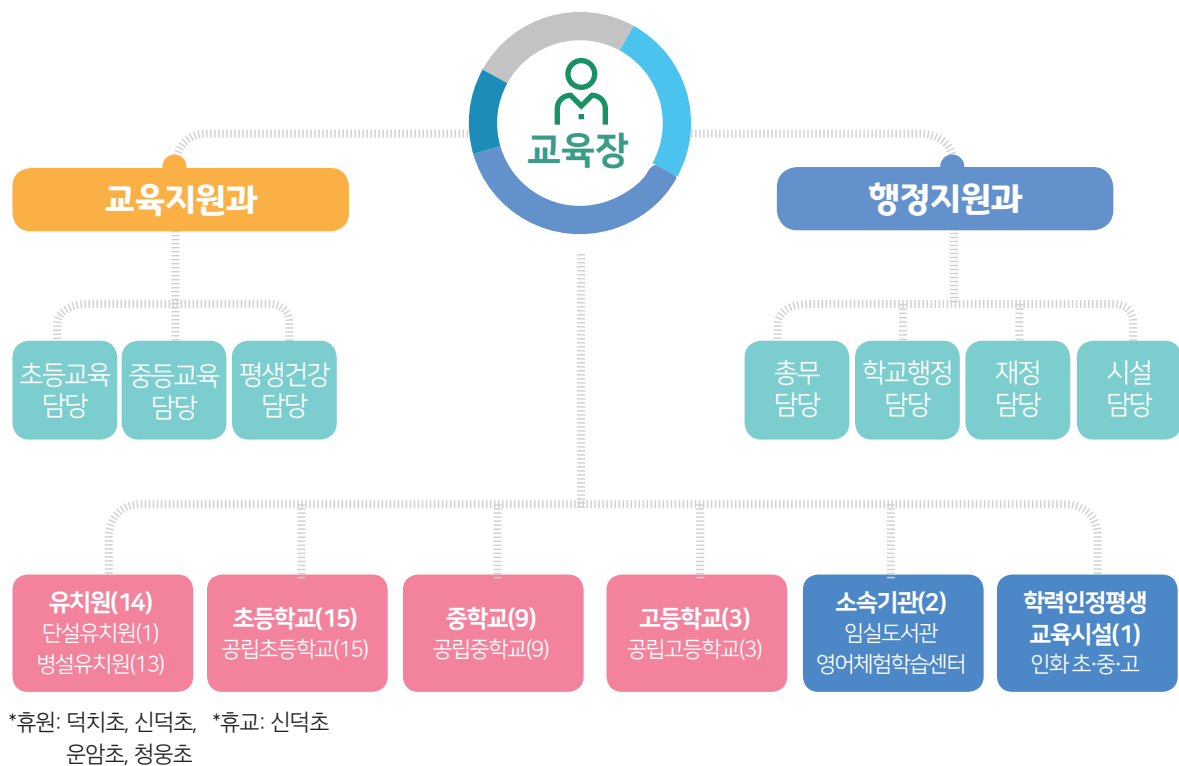 교육장
교육지원과
행정지원과
초등교육
담당
등교육
담당
평생건강
담당
총무
담당
학교행정
담당
재정
담당
시설
담당
유치원(14)
단설유치원(1)
병설유치원(13)
초등학교(15)
공립초등학교(15)
중학교(9)
공립중학교(9)
고등학교(3)
공립고등학교(3)
소속기관(2)
임실도서관
영어체험학습센터
학력인정평생
교육시설(1)
인화 초·중·고
*휴원: 덕치초, 신덕초,
운암초, 청웅초
*휴교: 신덕초